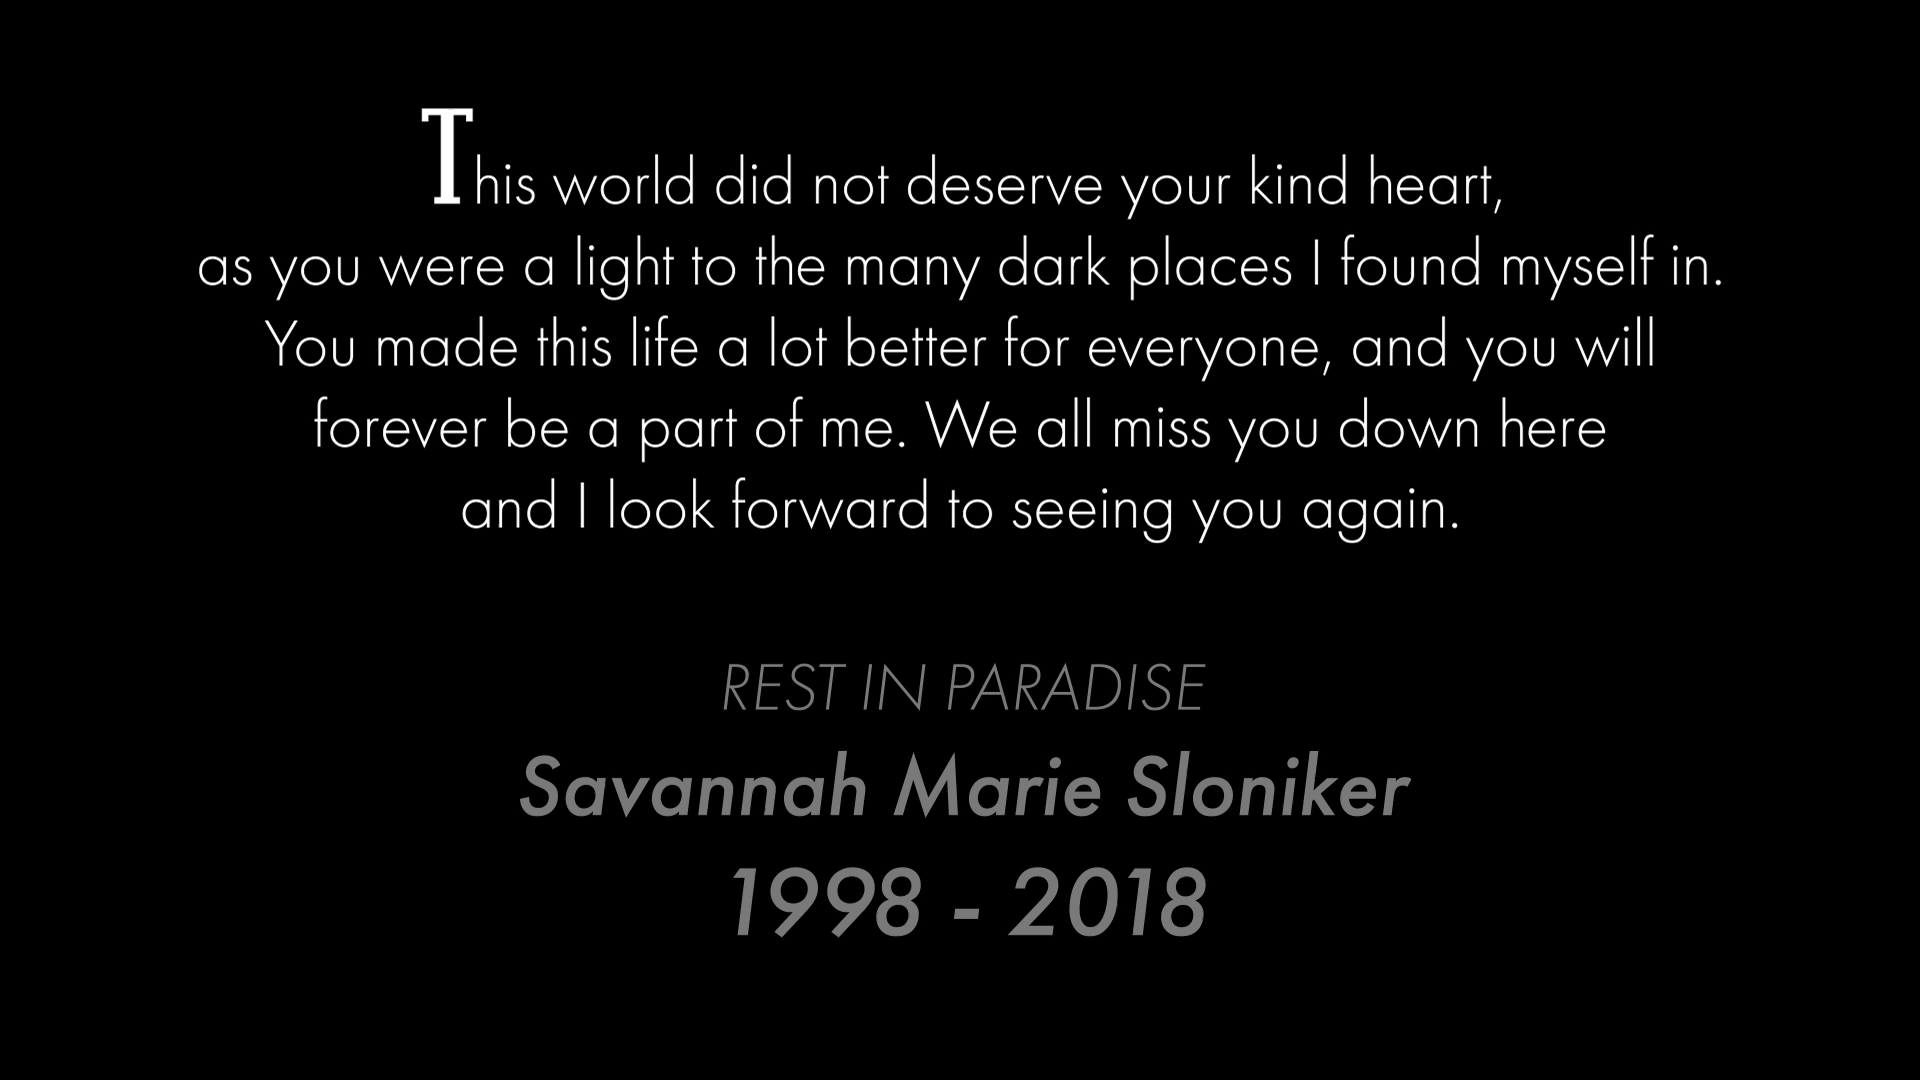 This world did not deserve your kind heart,
as you were a light to the many dark places I found myself in.
You made this life a lot better for everyone, and you will
forever be a part of me. We all miss you down here
and I look forward to seeing you again.
REST IN PARADISE
Savannah Marie Sloniker
1998 - 2018